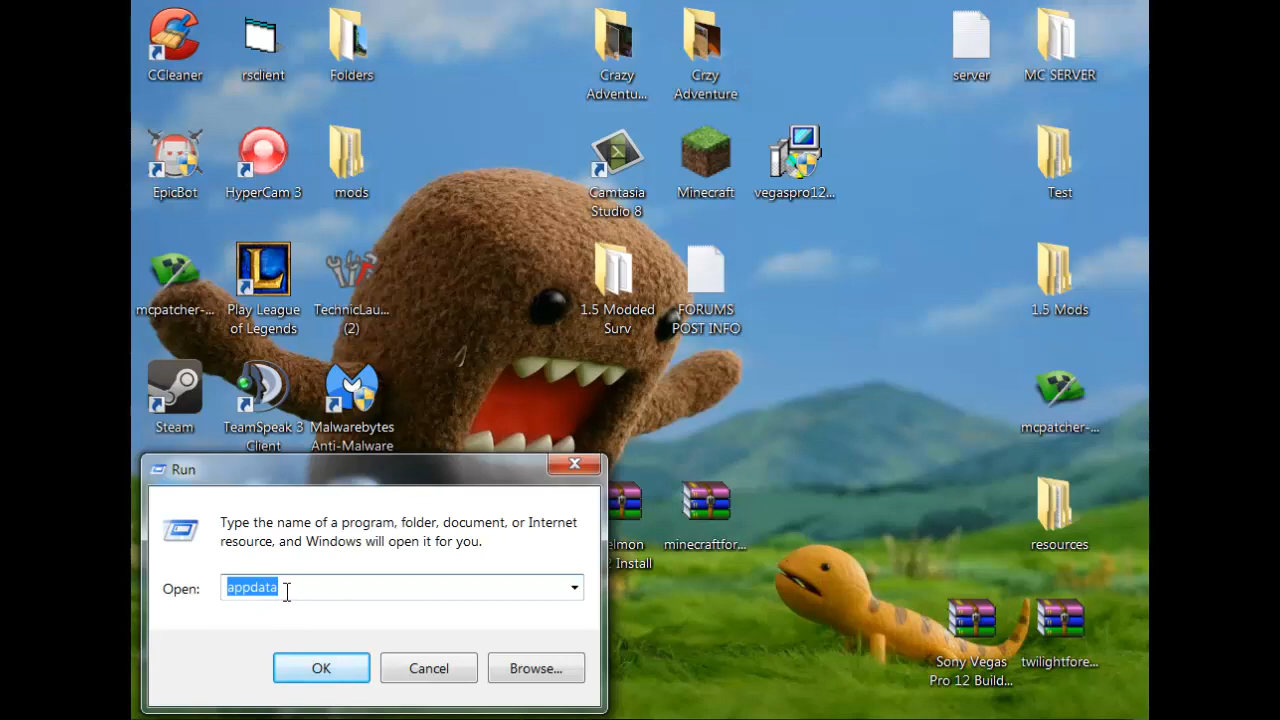 CCleaner
rsclient
Folders
Crazy
Adventu...
Crzy
Adventure
server
MC SERVER
EpicBot
HyperCam 3
mods
Camtasia
Studio 8
Minecraft
vegaspro12...
Test
mcpatcher-...
Play League
of Legends
TechnicLau...
(2)
1.5 Modded
Surv
FORUMS
POST INFO
1.5 Mods
Steam
TeamSpeak 3
Client
Malwarebytes
Anti-Malware
mcpatcher-...
elmon
Install
minecraftfor...
resources
Sony Vegas
Pro 12 Build...
twilightfore...
Run
Type the name of a program, folder, document, or Internet
resource, and Windows will open it for you.
Open:
appdata
OK
Cancel
Browse...